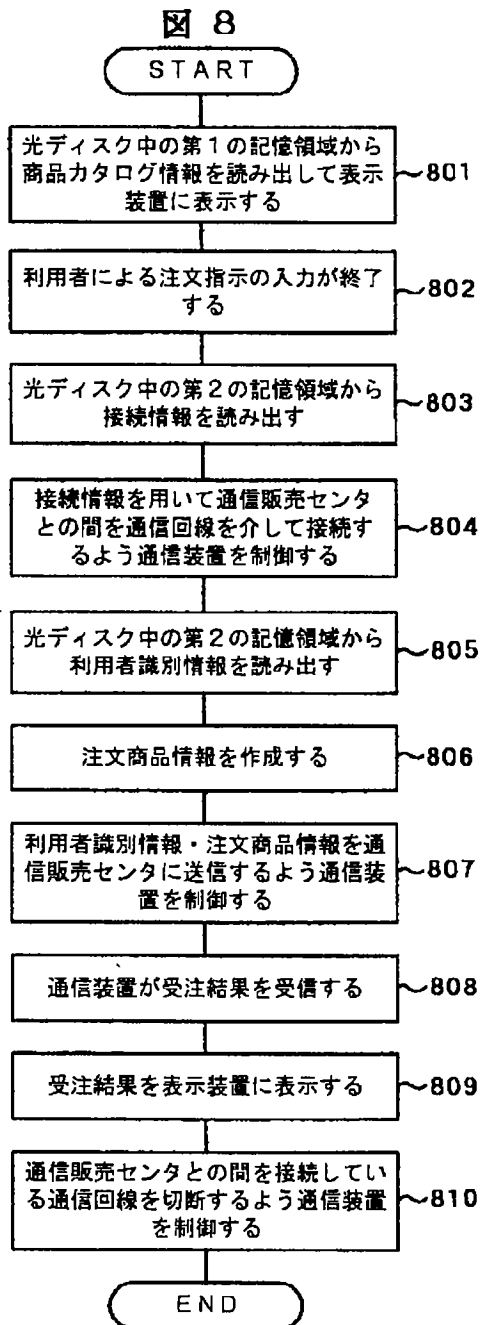 図 8
START
光ディスク中の第1の記憶領域から
商品カタログ情報を読み出して表示
装置に表示する
~801
利用者による注文指示の入力が終了
する
~802
光ディスク中の第2の記憶領域から
接続情報を読み出す
~803
接続情報を用いて通信販売センタ
との間を通信回線を介して接続す
るよう通信装置を制御する
~804
光ディスク中の第2の記憶領域から
利用者識別情報を読み出す
~805
注文商品情報を作成する
~806
利用者識別情報・注文商品情報を通
信販売センタに送信するよう通信装
置を制御する
~807
通信装置が受注結果を受信する
~808
受注結果を表示装置に表示する
~809
通信販売センタとの間を接続してい
る通信回線を切断するよう通信装置
を制御する
~810
END